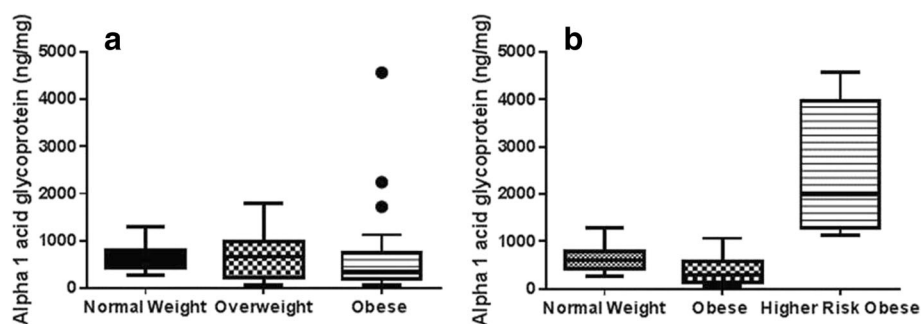 a
Alpha 1 acid glycoprotein (ng/mg)
5000
4000
3000
2000
1000
0
Normal Weight Overweight Obese
b
Alpha 1 acid glycoprotein (ng/mg)
5000
4000
3000
2000
1000
0
Normal Weight Obese Higher Risk Obese